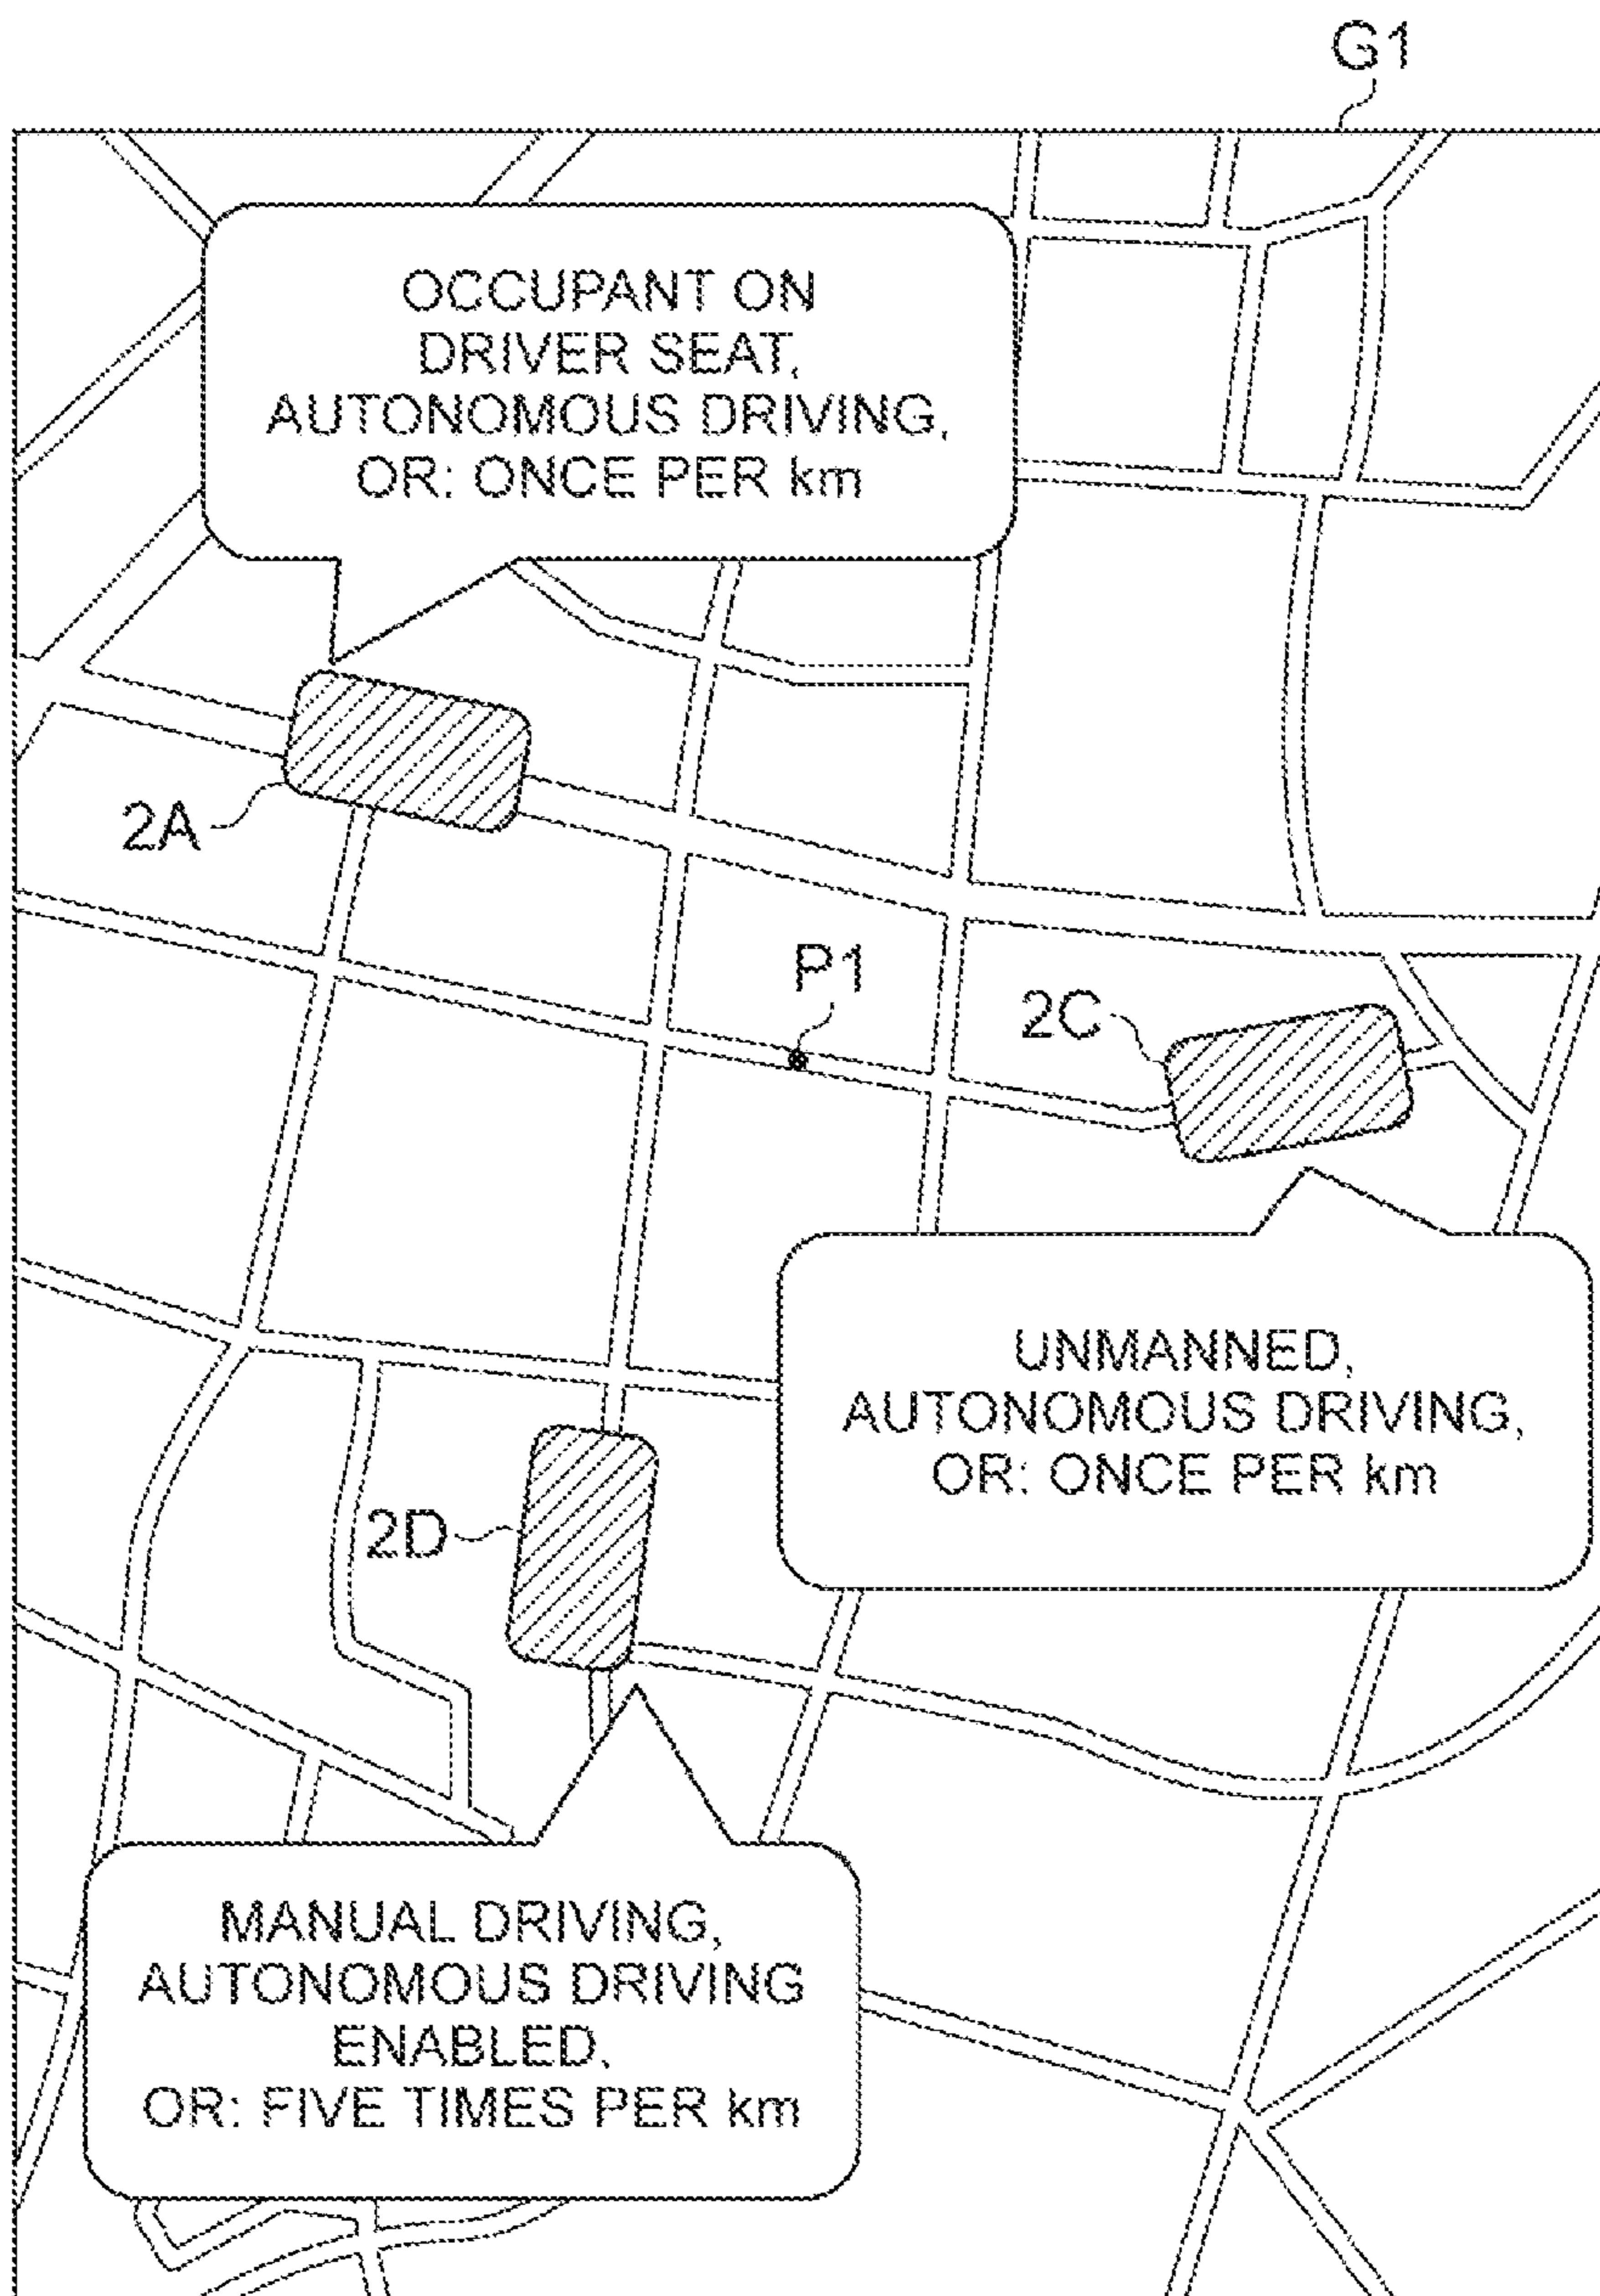 G1
OCCUPANT ON
DRIVER SEAT,
AUTONOMOUS DRIVING,
OR: ONCE PER km
2A
P1
2C
UNMANNED,
AUTONOMOUS DRIVING,
OR: ONCE PER km
2D
MANUAL DRIVING,
AUTONOMOUS DRIVING
ENABLED,
OR: FIVE TIMES PER km